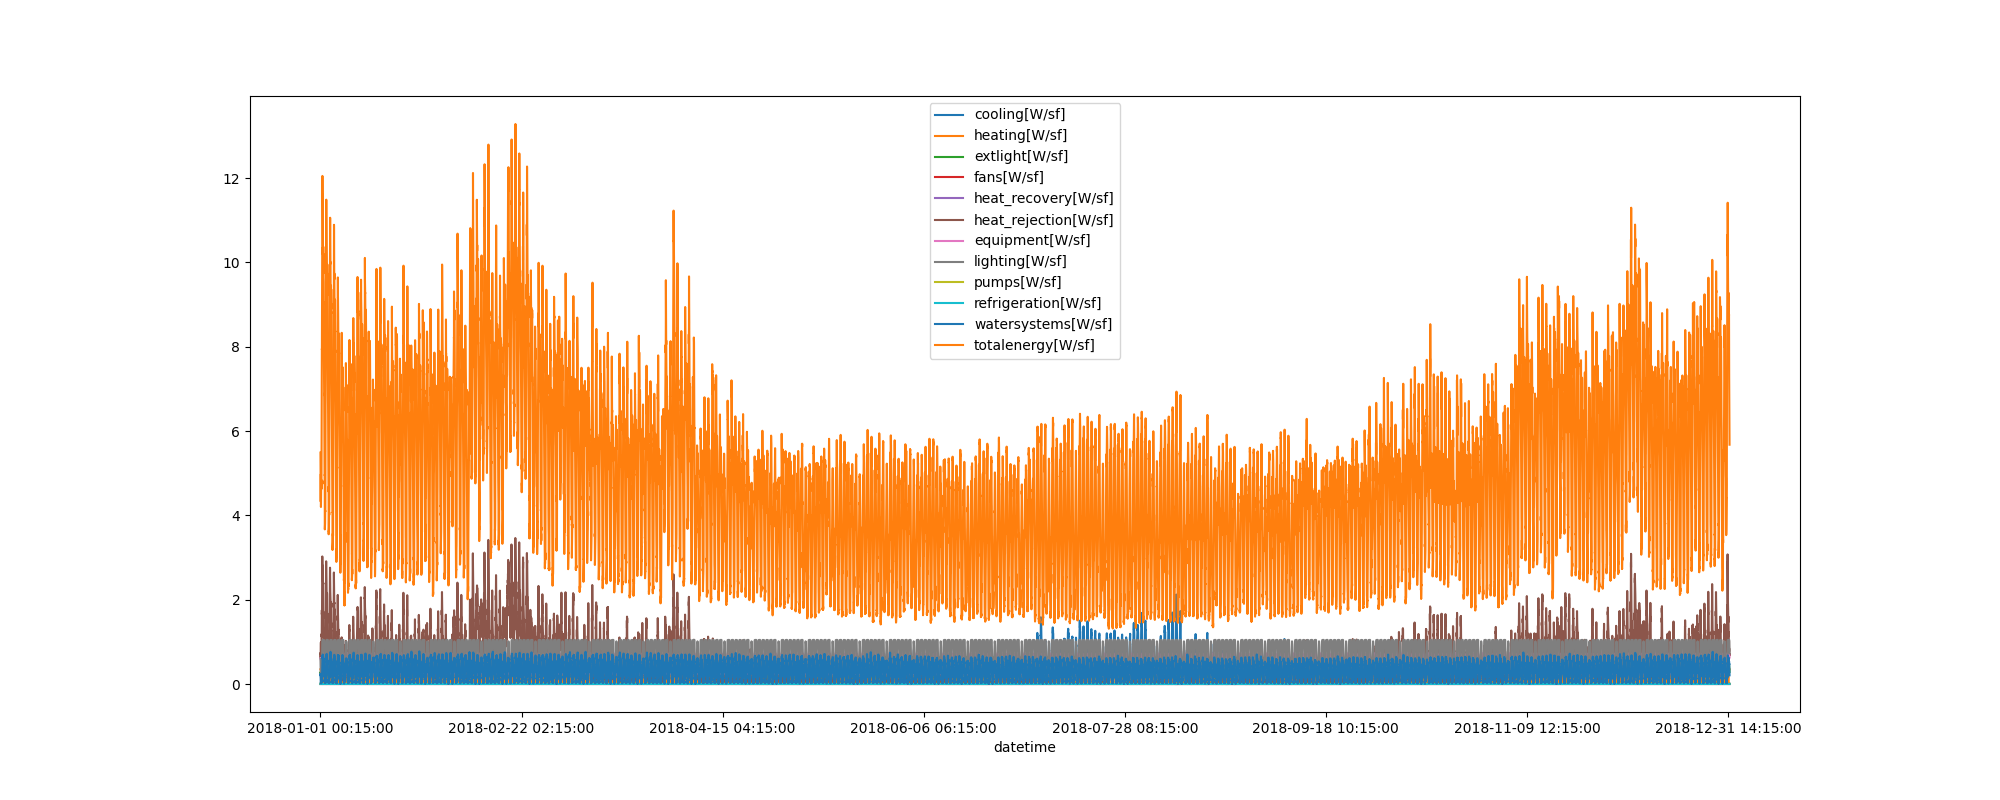 cooling[W/sf]
heating[W/sf]
extlight[W/sf]
fans[W/sf]
heat_recovery[W/sf]
heat_rejection[W/sf]
equipment[W/sf]
lighting[W/sf]
pumps[W/sf]
refrigeration[W/sf]
watersystems[W/sf]
totalenergy[W/sf]
12
10
8
6
4
2
0
2018-01-01 00:15:00 2018-02-22 02:15:00 2018-04-15 04:15:00 2018-06-06 06:15:00 2018-07-28 08:15:00 2018-09-18 10:15:00 2018-11-09 12:15:00 2018-12-31 14:15:00
datetime